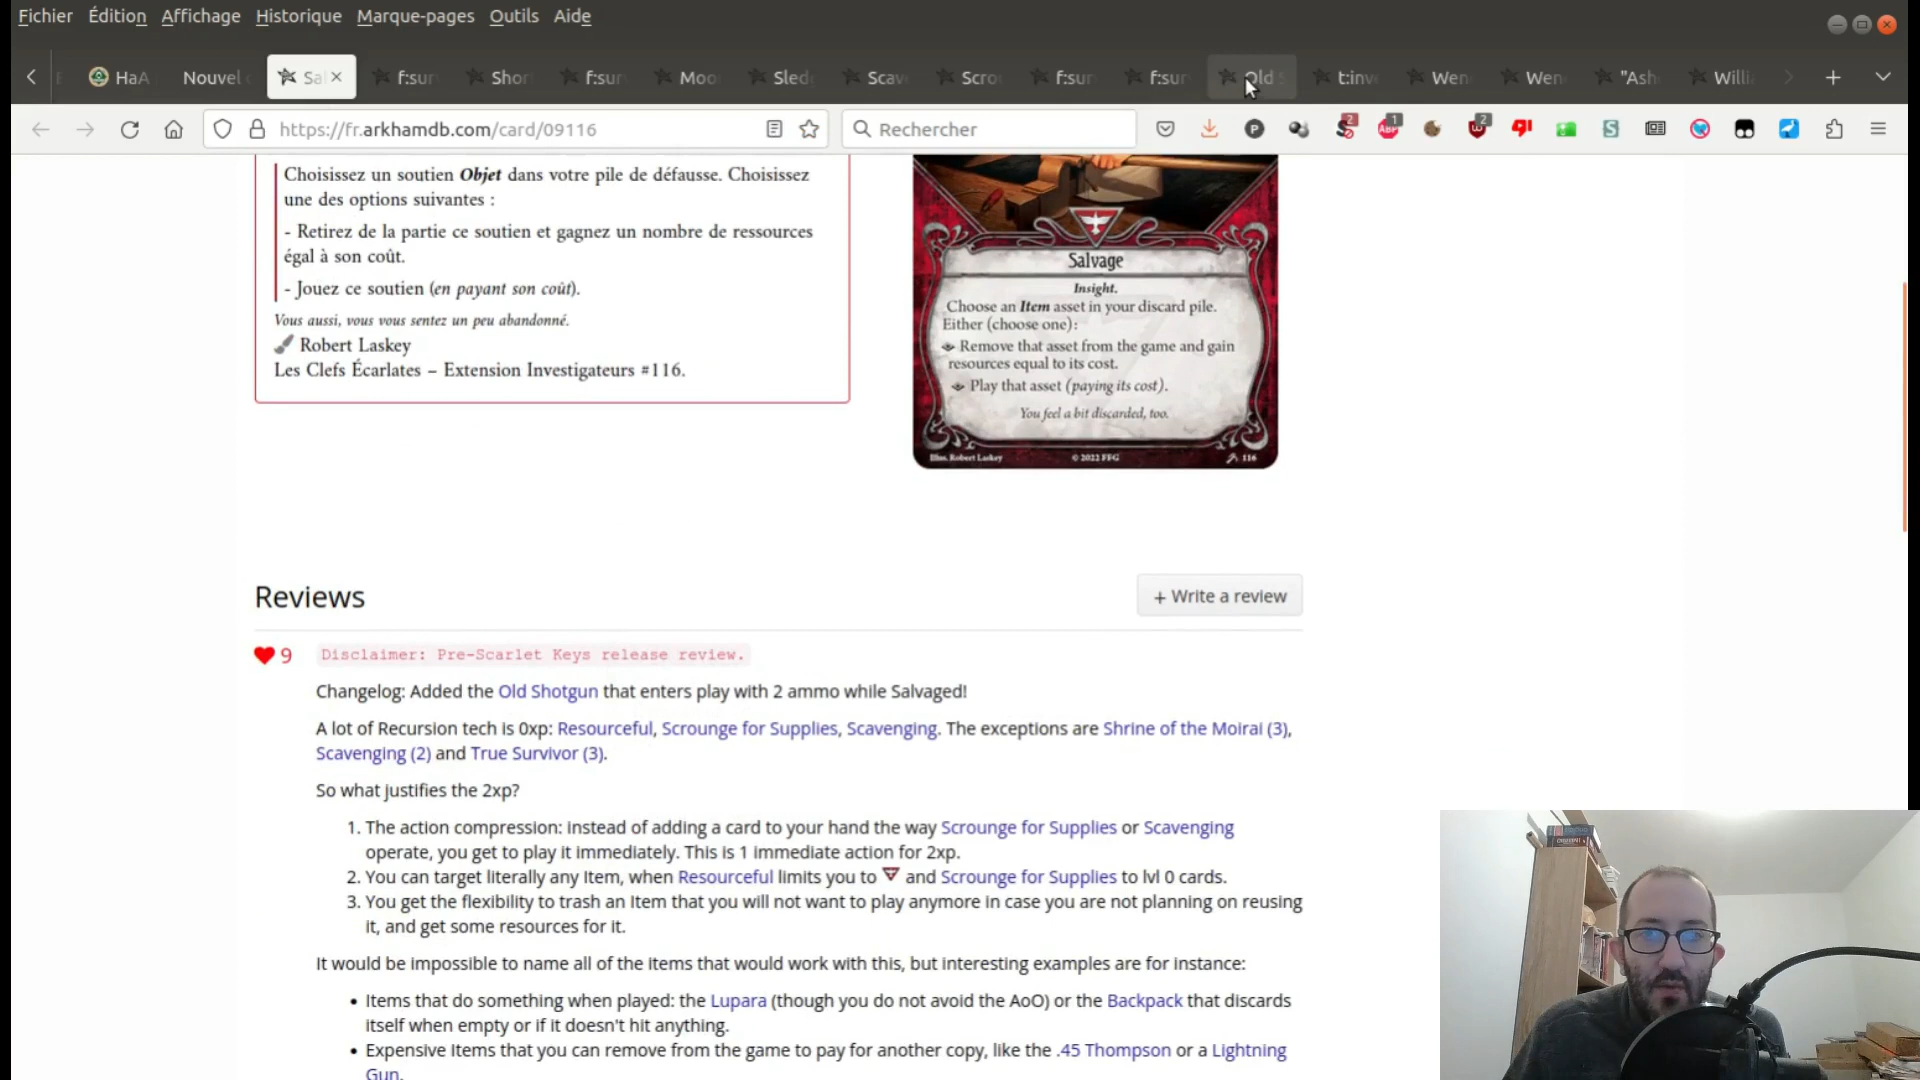 Fichier Édition Affichage Historique Marque-pages Outils Aide
HaA Nouvel Sa f:sur Shor f:sur Moo Sled Scav Scro f:sur f:sur Old t:inv Wen Wen "Ash Willi
https://fr.arkhamdb.com/card/09116
Rechercher
2 1 2
Choisissez un soutien Objet dans votre pile de défausse. Choisissez
une des options suivantes :
- Retirez de la partie ce soutien et gagnez un nombre de ressources
égal à son coût.
- Jouez ce soutien (en payant son coût).
Vous aussi, vous vous sentez un peu abandonné.
Robert Laskey
Les Clefs Écarlates – Extension Investigateurs #116.
Salvage
Insight.
Choose an Item asset in your discard pile.
Either (choose one):
Remove that asset from the game and gain
resources equal to its cost.
Play that asset (paying its cost).
You feel a bit discarded, too.
Illus. Robert Laskey © 2022 FFG 116
Reviews
+ Write a review
9 Disclaimer: Pre-Scarlet Keys release review.
Changelog: Added the Old Shotgun that enters play with 2 ammo while Salvaged!
A lot of Recursion tech is 0xp: Resourceful, Scrounge for Supplies, Scavenging. The exceptions are Shrine of the Moirai (3),
Scavenging (2) and True Survivor (3).
So what justifies the 2xp?
1. The action compression: instead of adding a card to your hand the way Scrounge for Supplies or Scavenging
operate, you get to play it immediately. This is 1 immediate action for 2xp.
2. You can target literally any Item, when Resourceful limits you to and Scrounge for Supplies to lvl 0 cards.
3. You get the flexibility to trash an Item that you will not want to play anymore in case you are not planning on reusing
it, and get some resources for it.
It would be impossible to name all of the items that would work with this, but interesting examples are for instance:
• Items that do something when played: the Lupara (though you do not avoid the AoO) or the Backpack that discards
itself when empty or if it doesn't hit anything.
• Expensive Items that you can remove from the game to pay for another copy, like the .45 Thompson or a Lightning
Gun.